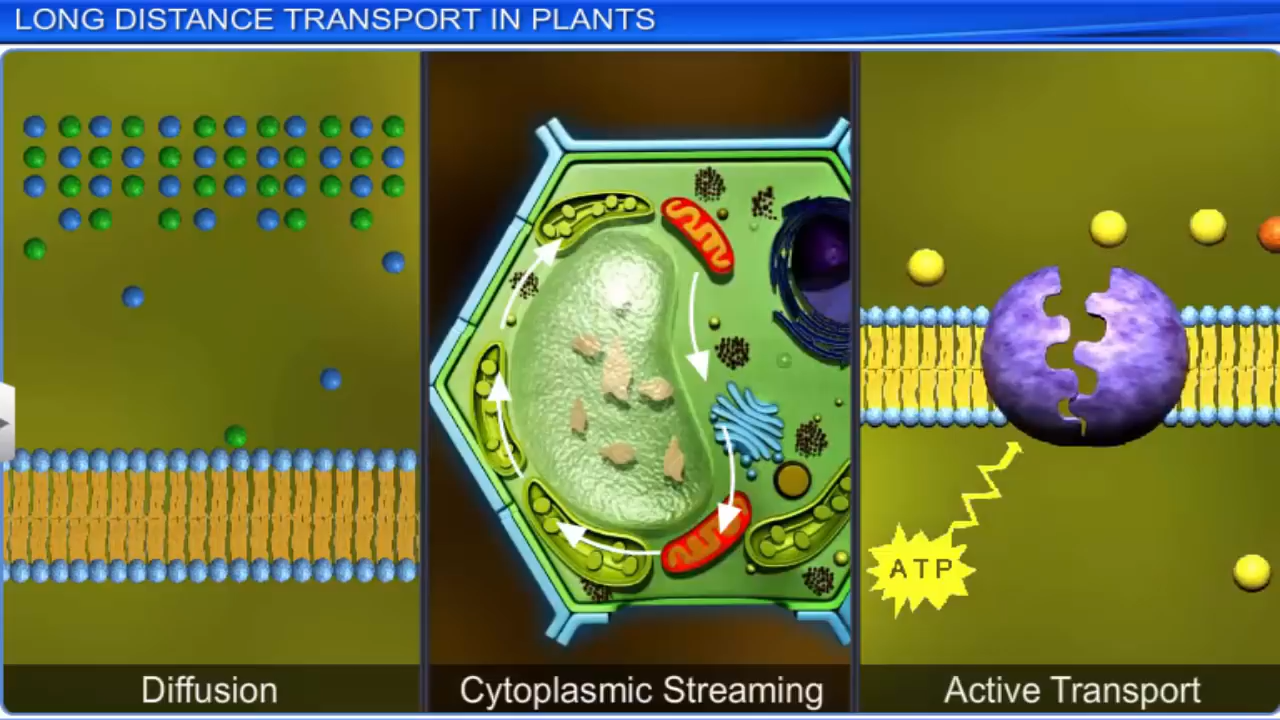 LONG DISTANCE TRANSPORT IN PLANTS
ATP
Diffusion
Cytoplasmic Streaming
Active Transport